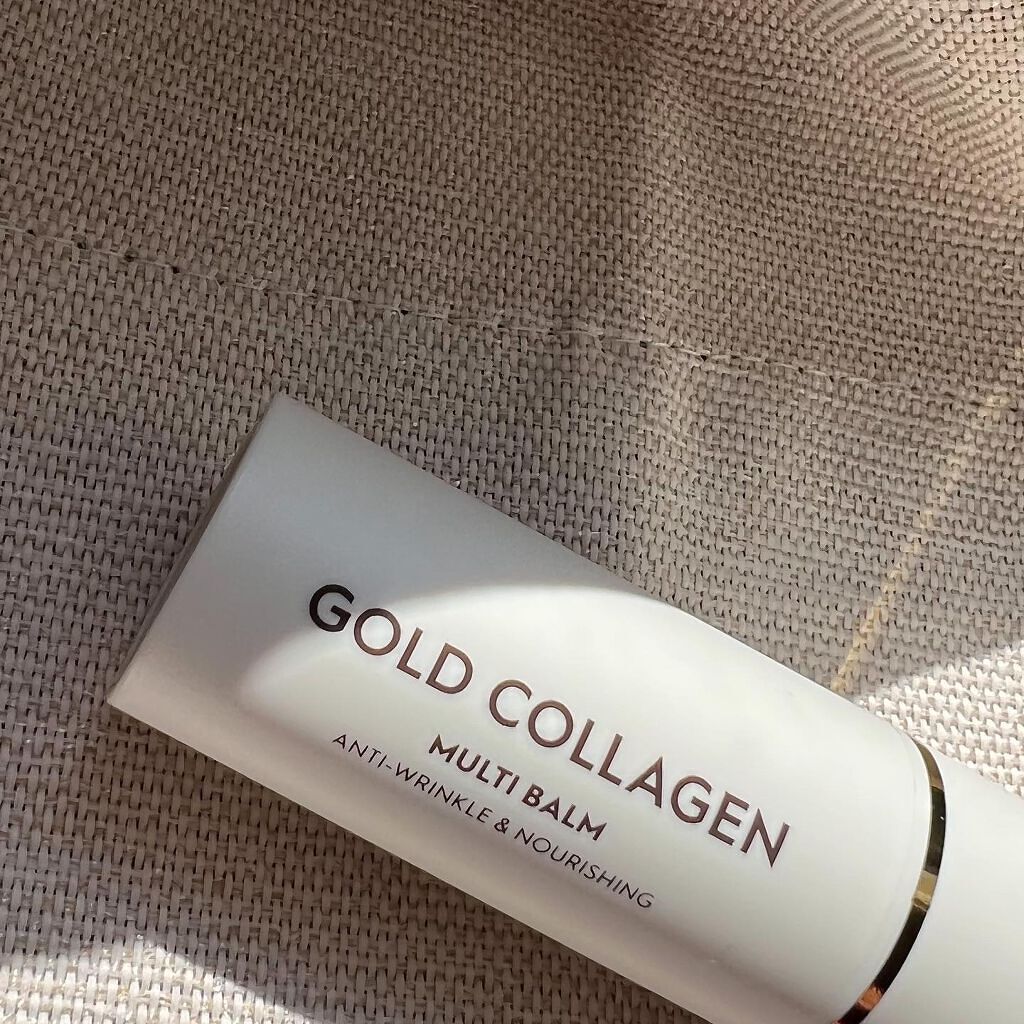 GOLD COLLAGEN
MULTI BALM
ANTI-WRINKLE & NOURISHING